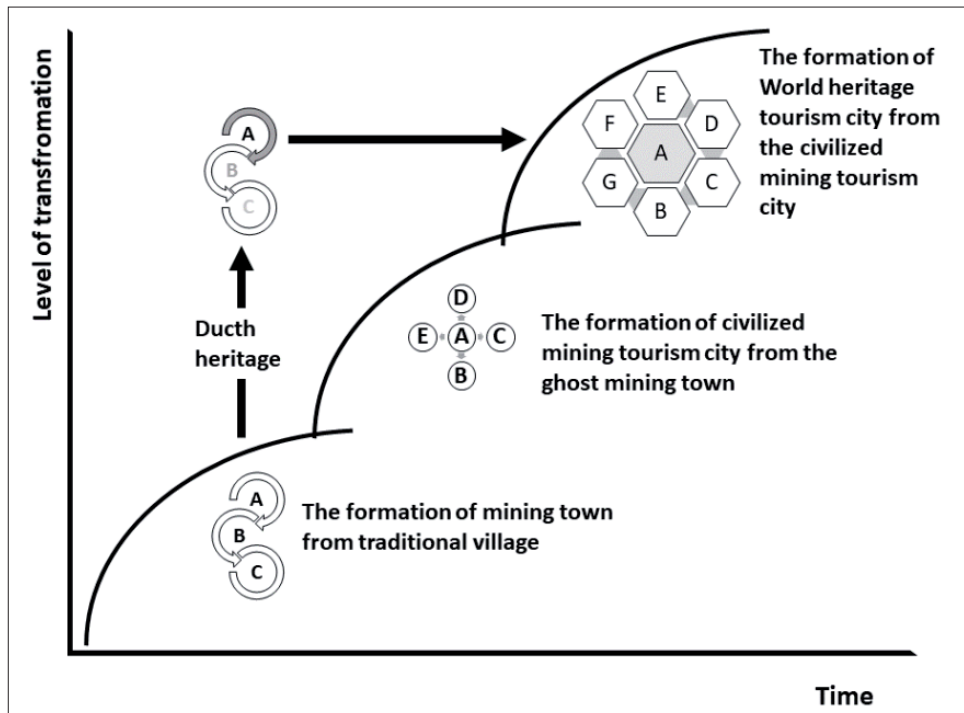 Level of transfromation
The formation of
World heritage
tourism city from
the civilized
mining tourism
city
E
F
D
A
G
C
B
A
B
C
Ducth
heritage
D
E
A
C
B
The formation of civilized
mining tourism city from the
ghost mining town
A
B
C
The formation of mining town
from traditional village
Time